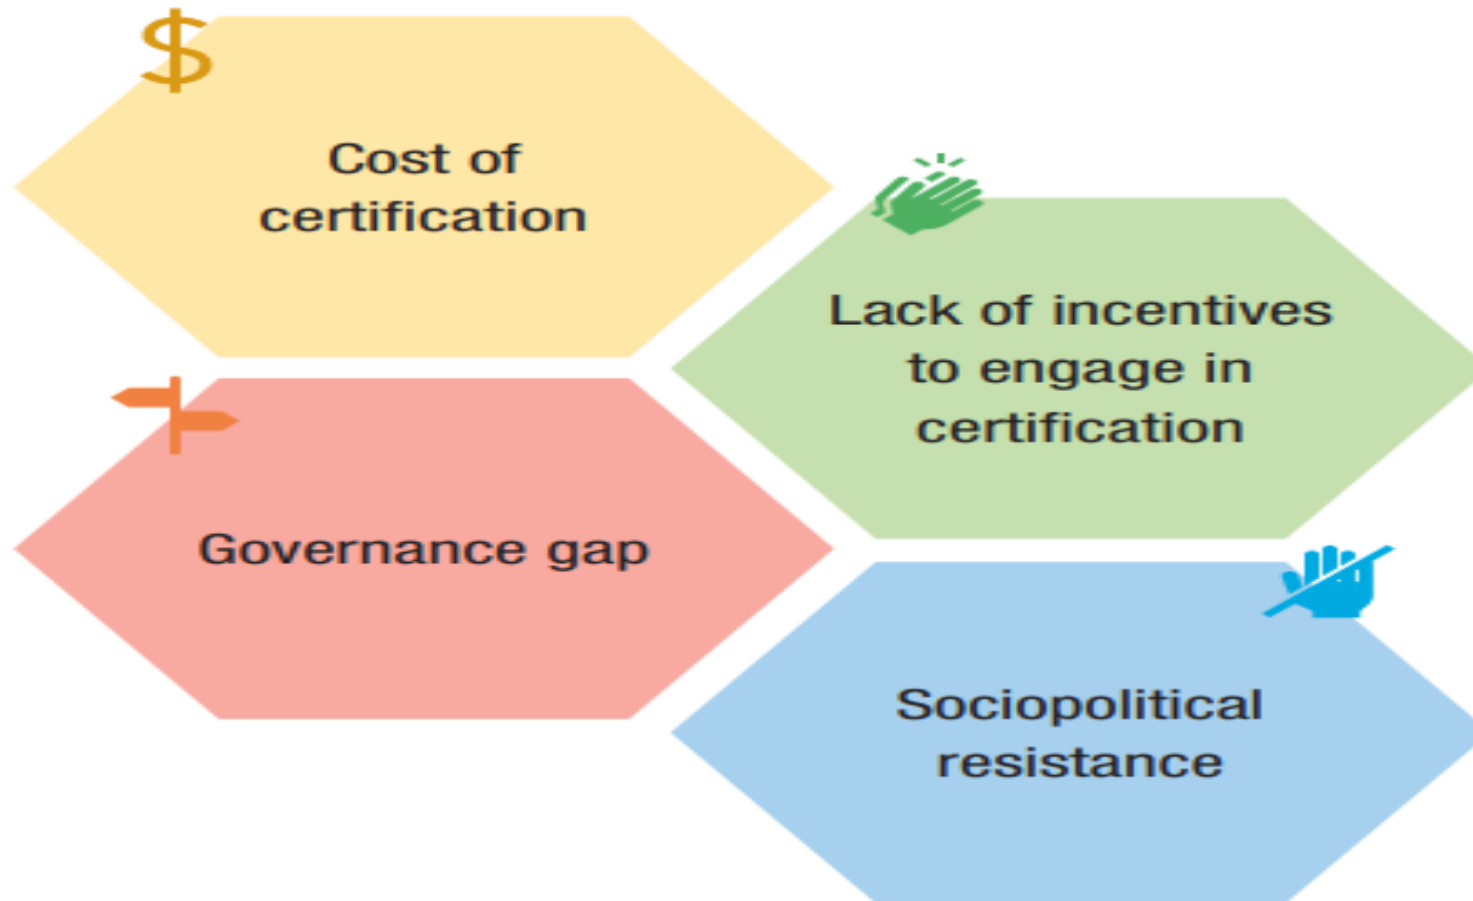 Cost of
certification
Lack of incentives
to engage in
certification
Governance gap
Sociopolitical
resistance